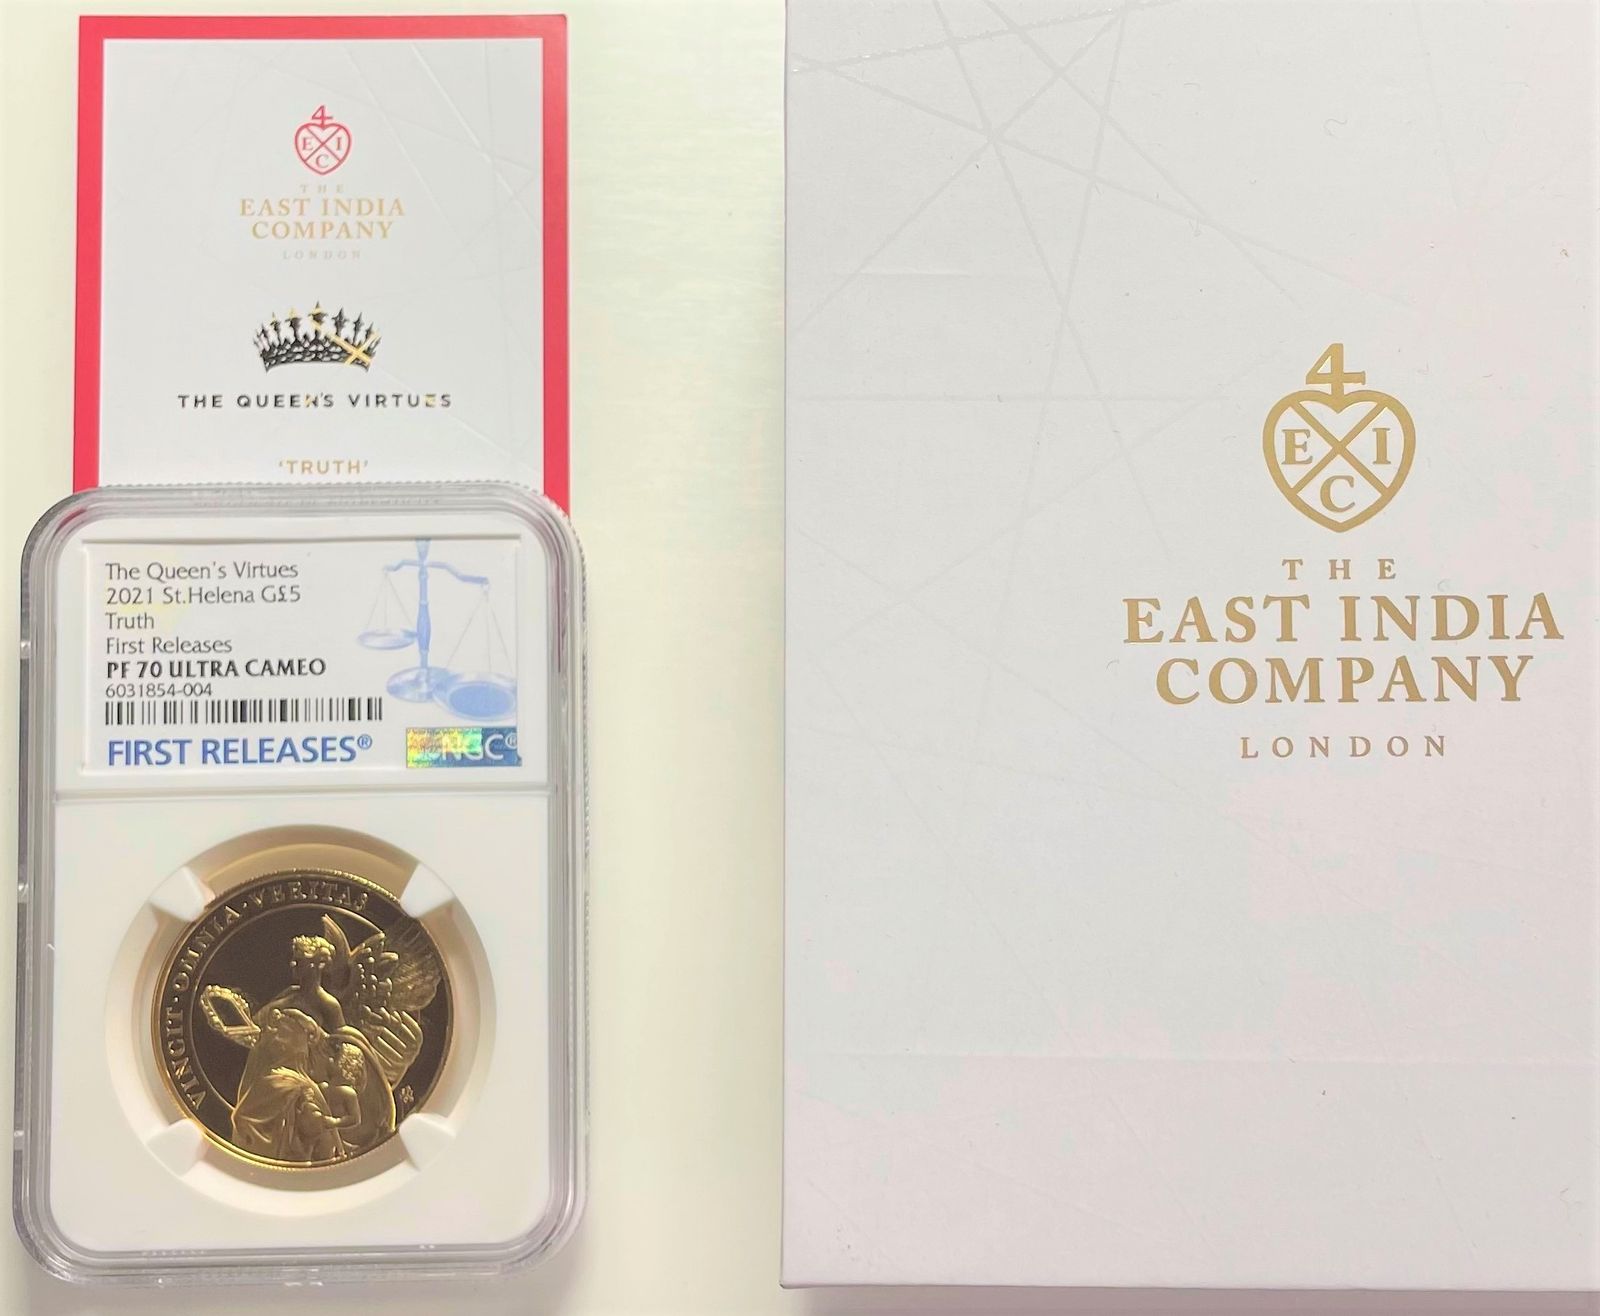 4
E I
C
THE
EAST INDIA
COMPANY
LONDON
THE QUEEN'S VIRTUES
'TRUTH'
The Queen's Virtues
2021 St.Helena G£5
Truth
First Releases
PF 70 ULTRA CAMEO
6031854-004
FIRST RELEASES®
NGC®
VINCIT·OMNIA·VERITAS
4
E I
C
THE
EAST INDIA
COMPANY
LONDON